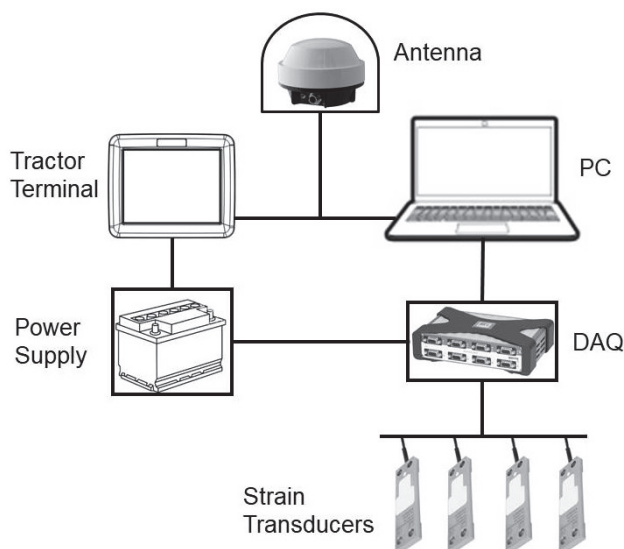 Antenna
Tractor
Terminal
PC
Power
Supply
DAQ
Strain
Transducers